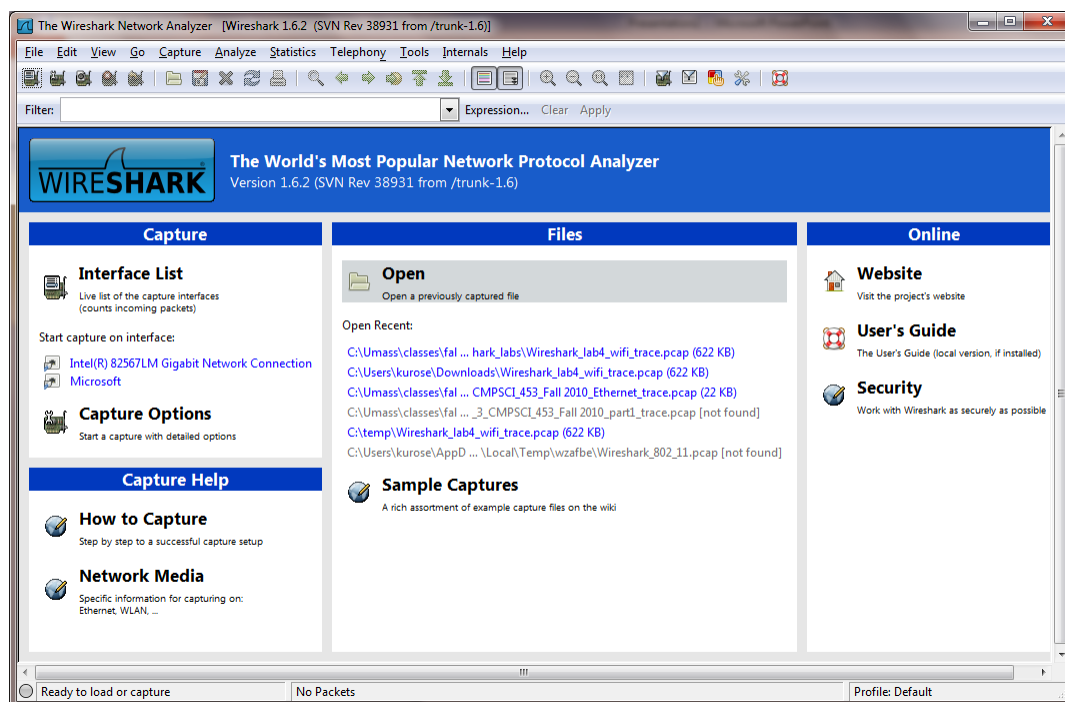 The Wireshark Network Analyzer [Wireshark 1.6.2 (SVN Rev 38931 from /trunk-1.6)]
File Edit View Go Capture Analyze Statistics Telephony Tools Internals Help
Filter: Expression... Clear Apply
WIRESHARK
The World's Most Popular Network Protocol Analyzer
Version 1.6.2 (SVN Rev 38931 from /trunk-1.6)
Capture
Interface List
Live list of the capture interfaces
(counts incoming packets)
Start capture on interface:
Intel(R) 82567LM Gigabit Network Connection
Microsoft
Capture Options
Start a capture with detailed options
Capture Help
How to Capture
Step by step to a successful capture setup
Network Media
Specific information for capturing on:
Ethernet, WLAN, ...
Files
Open
Open a previously captured file
Open Recent:
C:\Umass\classes\fal ... hark_labs\Wireshark_lab4_wifi_trace.pcap (622 KB)
C:\Users\kurose\Downloads\Wireshark_lab4_wifi_trace.pcap (622 KB)
C:\Umass\classes\fal ... CMPSCI_453_Fall 2010_Ethernet_trace.pcap (22 KB)
C:\Umass\classes\fal ... _3_CMPSCI_453_Fall 2010_part1_trace.pcap [not found]
C:\temp\Wireshark_lab4_wifi_trace.pcap (622 KB)
C:\Users\kurose\AppD ... \Local\Temp\wzafbe\Wireshark_802_11.pcap [not found]
Sample Captures
A rich assortment of example capture files on the wiki
Online
Website
Visit the project's website
User's Guide
The User's Guide (local version, if installed)
Security
Work with Wireshark as securely as possible
Ready to load or capture
No Packets
Profile: Default